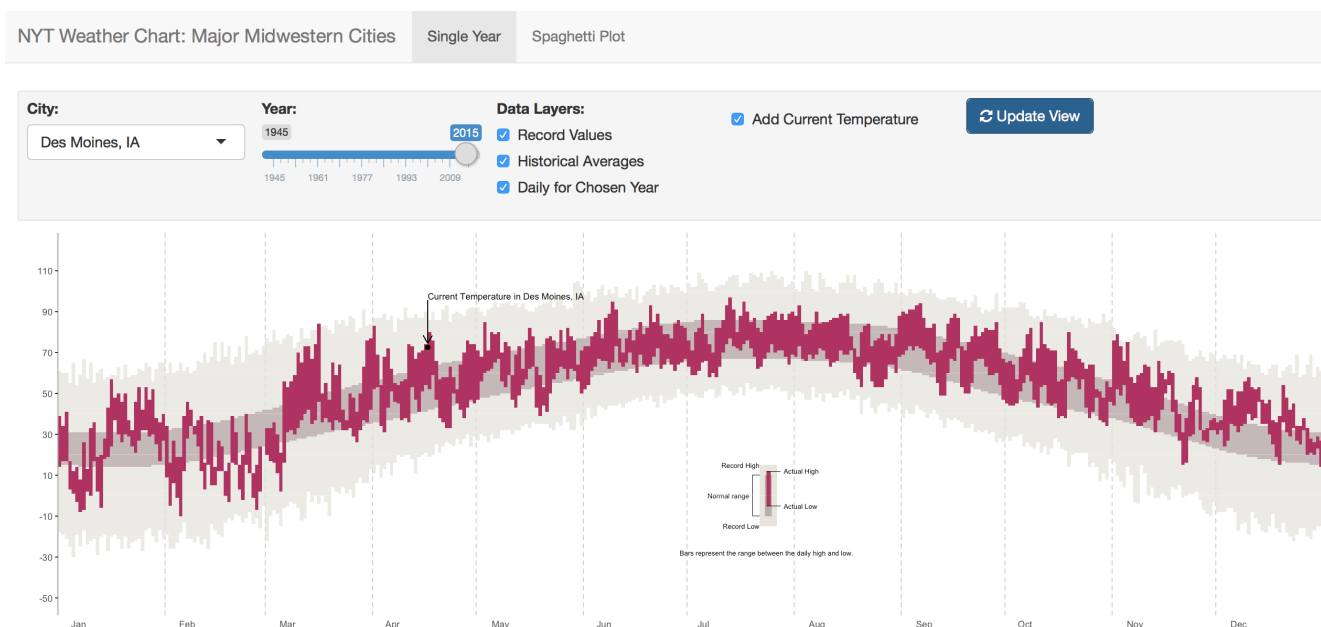 NYT Weather Chart: Major Midwestern Cities Single Year Spaghetti Plot
City: Year: Data Layers:
1945 2015
Des Moines, IA
1945 1961 1977 1993 2009
Record Values
Historical Averages
Daily for Chosen Year
Add Current Temperature
Update View
110
90
70
50
30
10
-10
-30
-50
Current Temperature in Des Moines, IA
Record High
Actual High
Normal range
Actual Low
Record Low
Bars represent the range between the daily high and low.
Jan Feb Mar Apr May Jun Jul Aug Sep Oct Nov Dec